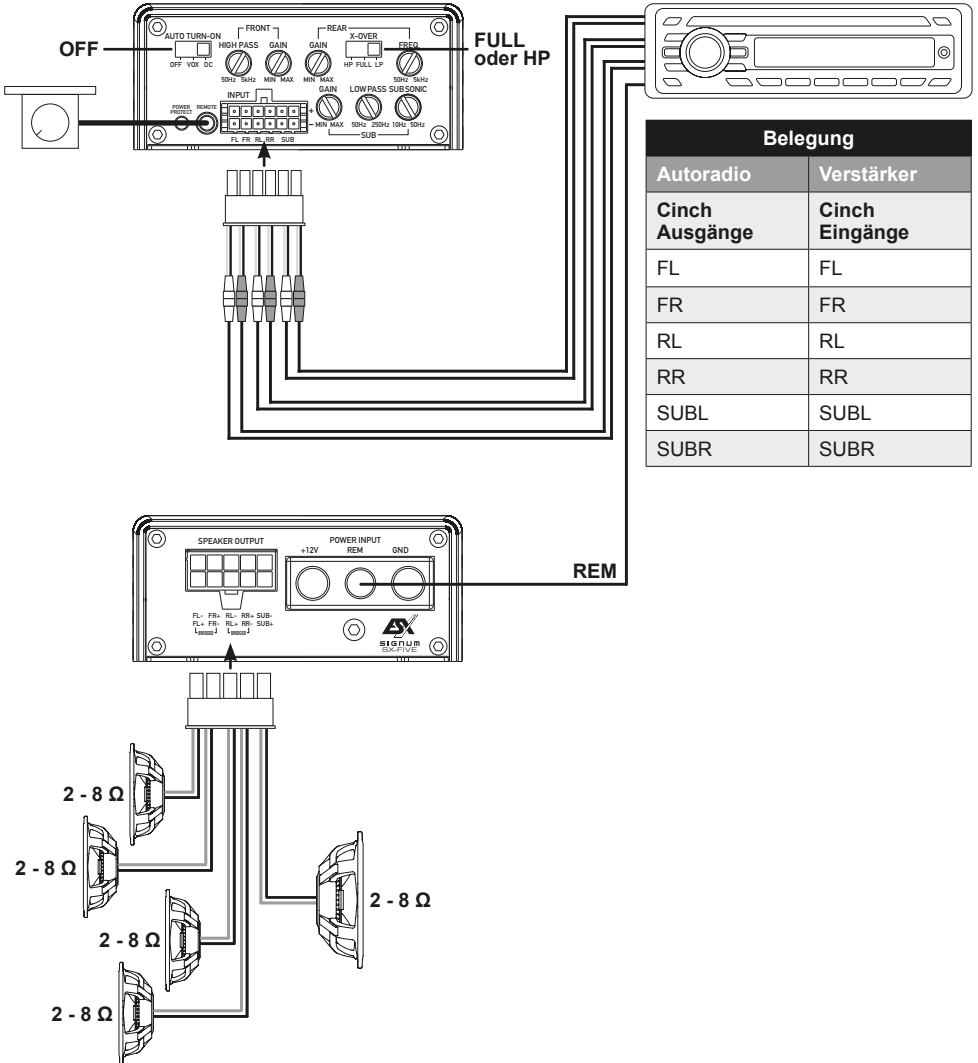 OFF
AUTO TURN-ON
OFF VOX DC
FRONT
HIGH PASS GAIN
50Hz 5kHz MIN MAX
REAR
GAIN X-OVER FREQ
MIN MAX HP FULL LP 50Hz 5kHz
FULL
oder HP
POWER
PROTECT
REMOTE
INPUT
+
-
FL FR RL RR SUB
GAIN LOW PASS SUBSONIC
MIN MAX 50Hz 250Hz 10Hz 50Hz
SUB
Belegung
Autoradio Verstärker
Cinch Ausgänge Cinch Eingänge
FL FL
FR FR
RL RL
RR RR
SUBL SUBL
SUBR SUBR
SPEAKER OUTPUT
POWER INPUT
+12V REM GND
REM
FL- FR+ RL- RR+ SUB-
FL+ FR- RL+ RR- SUB+
BRIDGED BRIDGED
ESX
SIGNUM
SX-FIVE
2 - 8 Ω
2 - 8 Ω
2 - 8 Ω
2 - 8 Ω
2 - 8 Ω